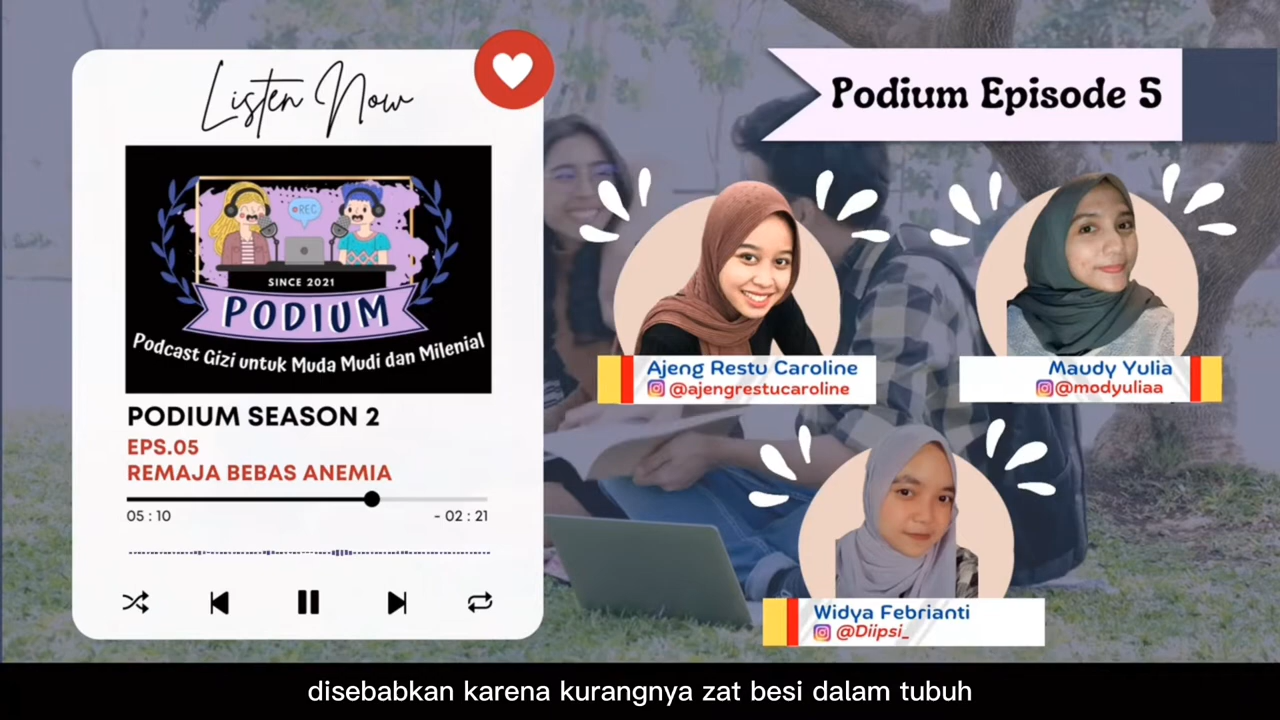 Listen Now
REC
SINCE 2021
PODIUM
Podcast Gizi untuk Muda Mudi dan Milenial
PODIUM SEASON 2
EPS.05
REMAJA BEBAS ANEMIA
05 : 10
- 02 : 21
Podium Episode 5
Ajeng Restu Caroline
@ajengrestucaroline
Maudy Yulia
@modyuliaa
Widya Febrianti
@Diipsi_
disebabkan karena kurangnya zat besi dalam tubuh